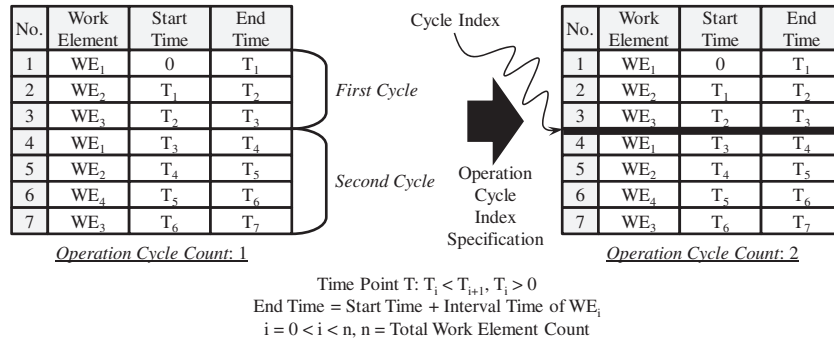 No. Work Element Start Time End Time
1 WE₁ 0 T₁
2 WE₂ T₁ T₂
3 WE₃ T₂ T₃
4 WE₁ T₃ T₄
5 WE₂ T₄ T₅
6 WE₄ T₅ T₆
7 WE₃ T₆ T₇
Operation Cycle Count: 1
First Cycle
Second Cycle
Cycle Index
Operation
Cycle
Index
Specification
No. Work Element Start Time End Time
1 WE₁ 0 T₁
2 WE₂ T₁ T₂
3 WE₃ T₂ T₃
4 WE₁ T₃ T₄
5 WE₂ T₄ T₅
6 WE₄ T₅ T₆
7 WE₃ T₆ T₇
Operation Cycle Count: 2
Time Point T: Tᵢ < Tᵢ₊₁, Tᵢ > 0
End Time = Start Time + Interval Time of WEᵢ
i = 0 < i < n, n = Total Work Element Count